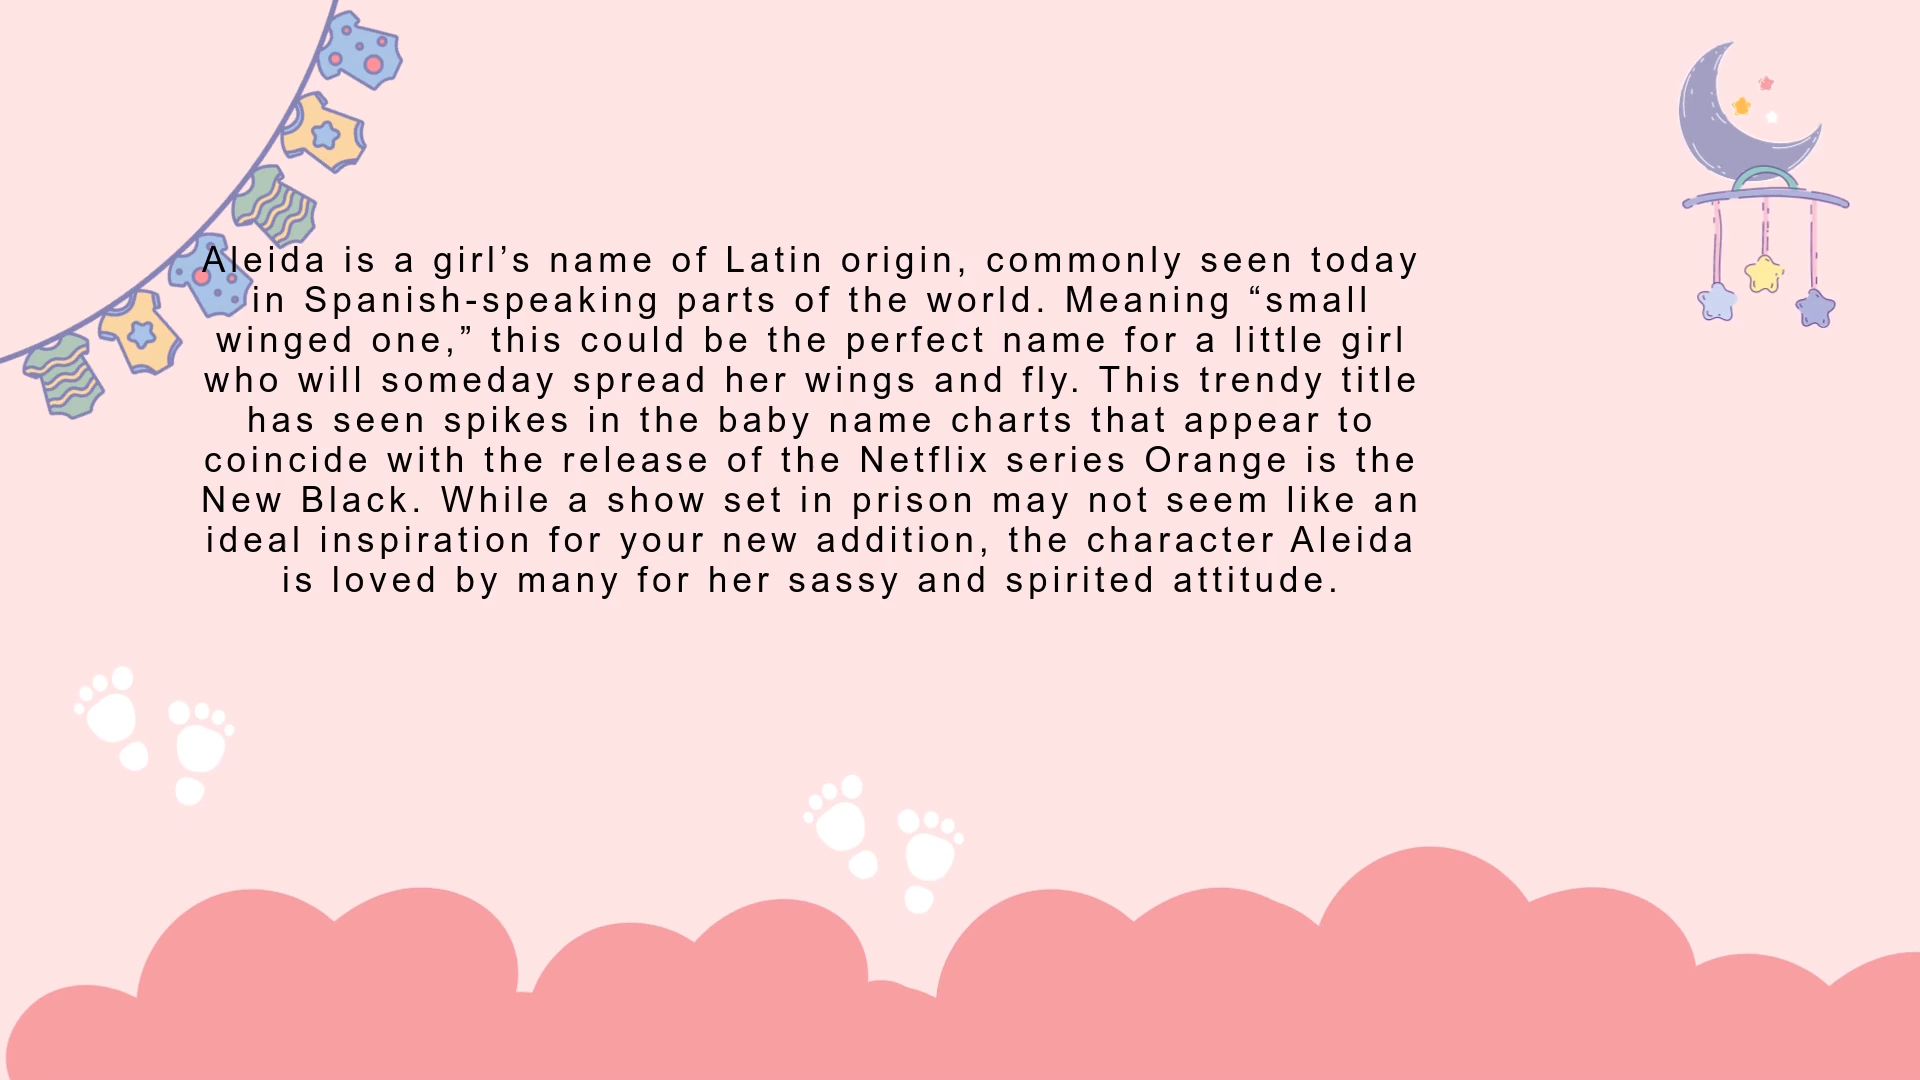 Aleida is a girl’s name of Latin origin, commonly seen today
in Spanish-speaking parts of the world. Meaning “small
winged one,” this could be the perfect name for a little girl
who will someday spread her wings and fly. This trendy title
has seen spikes in the baby name charts that appear to
coincide with the release of the Netflix series Orange is the
New Black. While a show set in prison may not seem like an
ideal inspiration for your new addition, the character Aleida
is loved by many for her sassy and spirited attitude.